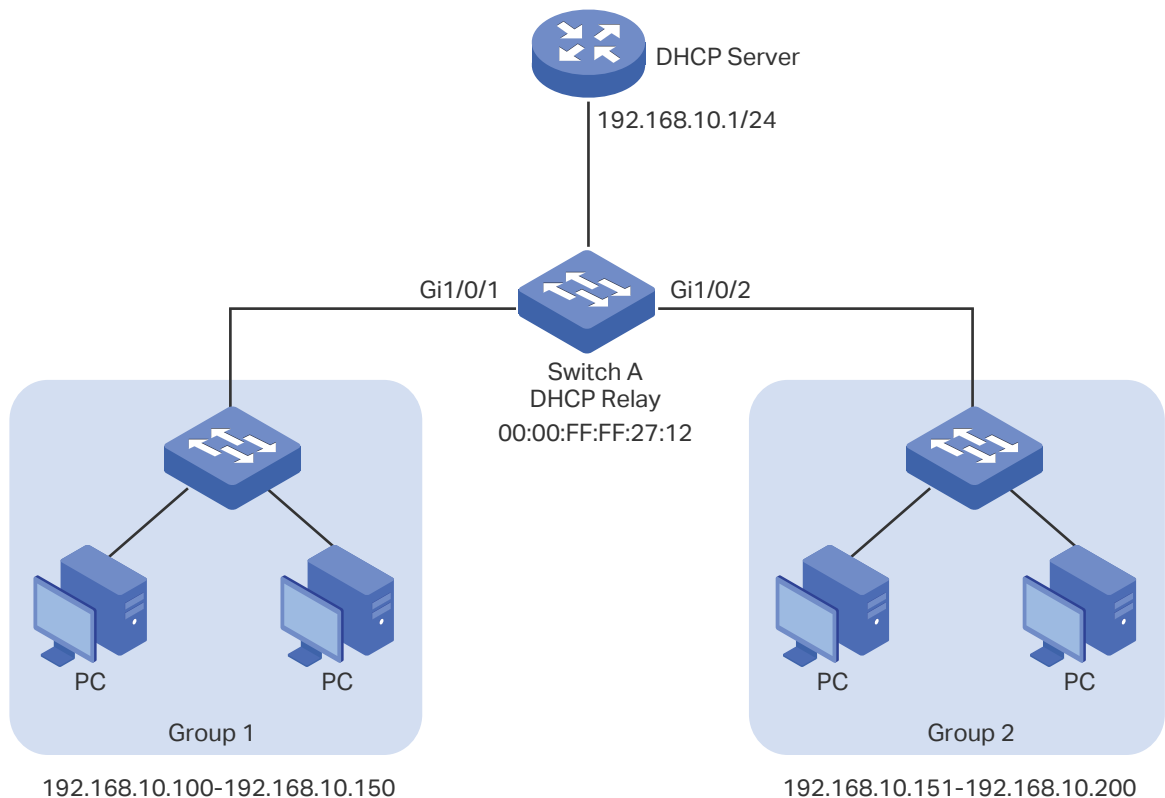 DHCP Server
192.168.10.1/24
Gi1/0/1
Gi1/0/2
Switch A
DHCP Relay
00:00:FF:FF:27:12
PC
PC
Group 1
192.168.10.100-192.168.10.150
PC
PC
Group 2
192.168.10.151-192.168.10.200